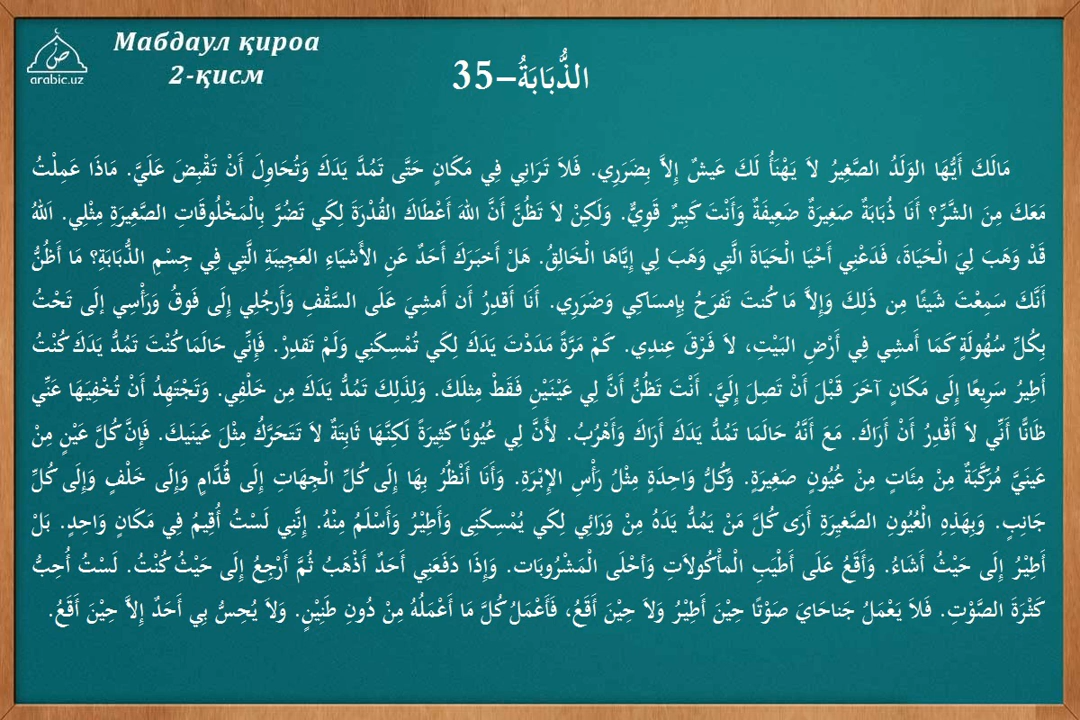 arabic.uz
Мабдаул қироа
2-қисм
35–الذُّبَابَةُ
مَالَكَ أَيُّهَا الوَلَدُ الصَّغِيرُ لاَ يَهْنَأُ لَكَ عَيشٌ إِلاَّ بِضَرَرِي. فَلاَ تَرَانِي فِي مَكَانٍ حَتَّى تَمُدَّ يَدَكَ وَتُحَاوِلَ أَنْ تَقْبِضَ عَلَيَّ. مَاذَا عَمِلْتُ
مَعَكَ مِنَ الشَّرِّ؟ أَنَا ذُبَابَةٌ صَغِيرَةٌ ضَعِيفَةٌ وَأَنْتَ كَبِيرٌ قَوِيٌّ. وَلَكِنْ لاَ تَظُنَّ أَنَّ اللهَ أَعْطَاكَ القُدْرَةَ لِكَي تَضُرَّ بِالْمَخْلُوقَاتِ الصَّغِيرَةِ مِثْلِي. اَللهُ
قَدْ وَهَبَ لِيَ الْحَيَاةَ، فَدَعْنِي أَحْيَا الْحَيَاةَ الَّتِي وَهَبَ لِي إِيَّاهَا الْخَالِقُ. هَلْ أَخبَرَكَ أَحَدٌ عَنِ الأَشْيَاءِ العَجِيبَةِ الَّتِي فِي جِسْمِ الذُّبَابَةِ؟ مَا أَظُنُّ
أَنَّكَ سَمِعْتَ شَيئًا مِن ذَلِكَ وَإِلاَّ مَا كُنتَ تَفرَحُ بِإِمسَاكِي وَضَرَرِي. أَنَا أَقدِرُ أَن أَمشِيَ عَلَى السَّقْفِ وَأَرجُلِي إِلَى فَوقُ وَرَأْسِي إلَى تَحْتُ
بِكُلِّ سُهُولَةٍ كَمَا أَمشِي فِي أَرْضِ البَيْتِ، لاَ فَرْقَ عِندِي. كَمْ مَرَّةً مَدَدْتَ يَدَكَ لِكَي تُمْسِكَنِي وَلَمْ تَقدِرْ. فَإِنِّي حَالَمَا كُنْتَ تَمُدُّ يَدَكَ كُنْتُ
أَطِيرُ سَرِيعًا إِلَى مَكَانٍ آخَرَ قَبْلَ أَنْ تَصِلَ إِلَيَّ. أَنْتَ تَظُنُّ أَنَّ لِي عَيْنَيْنِ فَقَطْ مِثلَكَ. وَلِذَلِكَ تَمُدُّ يَدَكَ مِن خَلْفِي. وَتَجْتَهِدُ أَنْ تُخْفِيَهَا عَنِّي
ظَانًّا أَنِّي لاَ أَقْدِرُ أَنْ أَرَاكَ. مَعَ أَنَّهُ حَالَمَا تَمُدُّ يَدَكَ أَرَاكَ وَأَهْرُبُ. لأَنَّ لِي عُيُونًا كَثِيرَةً لَكِنَّهَا ثَابِتَةٌ لاَ تَتَحَرَّكُ مِثْلَ عَينَيكَ. فَإِنَّ كُلَّ عَيْنٍ مِنْ
عَينَيَّ مُرَكَّبَةٌ مِنْ مِئَاتٍ مِنْ عُيُونٍ صَغِيرَةٍ. وَكُلُّ وَاحِدَةٍ مِثْلُ رَأْسِ الإِبْرَةِ. وَأَنَا أَنْظُرُ بِهَا إِلَى كُلِّ الْجِهَاتِ إِلَى قُدَّامٍ وَإِلَى خَلْفٍ وَإِلَى كُلِّ
جَانِبٍ. وَبِهَذِهِ الْعُيُونِ الصَّغِيرَةِ أَرَى كُلَّ مَنْ يَمُدُّ يَدَهُ مِنْ وَرَائِي لِكَي يُمْسِكَنِى وَأَطِيْرُ وَأَسْلَمُ مِنْهُ. إِنَّنِي لَسْتُ أُقِيمُ فِي مَكَانٍ وَاحِدٍ. بَلْ
أَطِيْرُ إِلَى حَيْثُ أَشَاءُ. وَأَقَعُ عَلَى أَطْيَبِ الْمأْكُولاَتِ وَأَحْلَى الْمَشْرُوبَات. وَإِذَا دَفَعَنِي أَحَدٌ أَذْهَبُ ثُمَّ أَرْجِعُ إِلَى حَيْثُ كُنْتُ. لَسْتُ أُحِبُّ
كَثْرَةَ الصَّوْتِ. فَلاَ يَعْمَلُ جَناحَايَ صَوْتًا حِيْنَ أَطِيْرُ وَلاَ حِيْنَ أَقَعُ، فَأَعْمَلُ كُلَّ مَا أَعْمَلُهُ مِنْ دُونِ طَنِيْنٍ. وَلاَ يُحِسُّ بِي أَحَدٌ إِلاَّ حِيْنَ أَقَعُ.